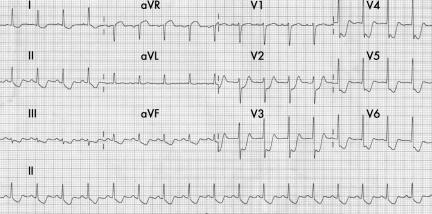 I aVR V1 V4
II aVL V2 V5
III aVF V3 V6
II